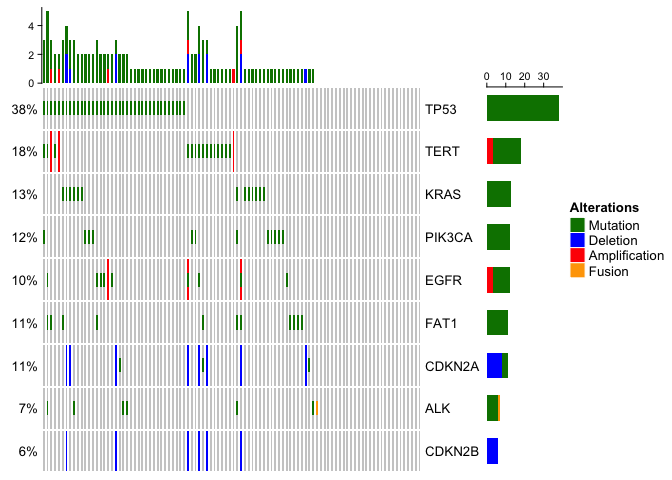 4
2
0
0 10 20 30
38% TP53
18% TERT
13% KRAS
12% PIK3CA
10% EGFR
11% FAT1
11% CDKN2A
7% ALK
6% CDKN2B
Alterations
Mutation
Deletion
Amplification
Fusion